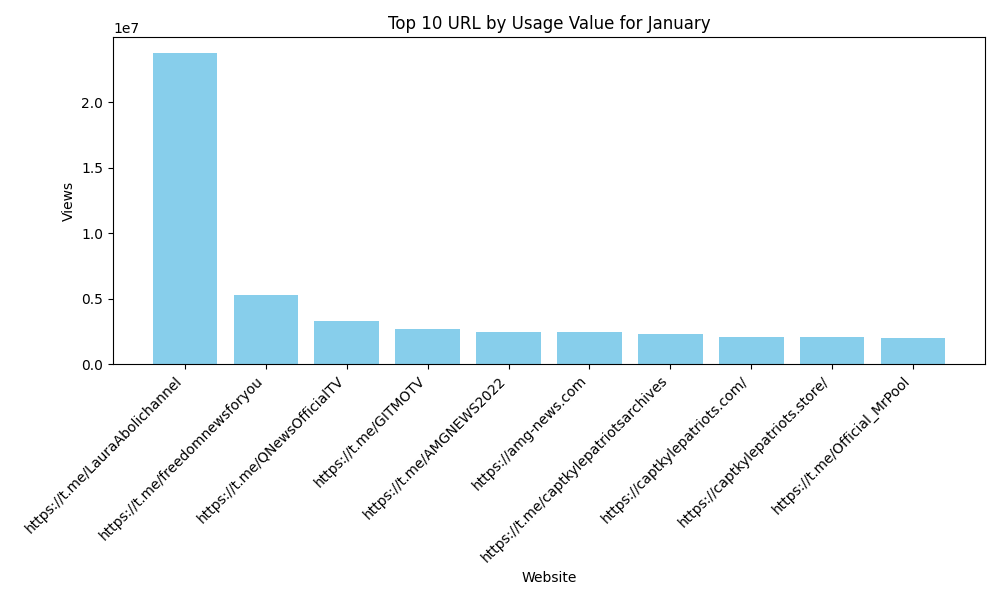 Top 10 URL by Usage Value for January
1e7
2.0
1.5
1.0
0.5
0.0
Views
https://t.me/LauraAbolichannel
https://t.me/freedomnewsforyou
https://t.me/QNewsOfficialTV
https://t.me/GITMOTV
https://t.me/AMGNEWS2022
https://amg-news.com
https://t.me/captkylepatriotsarchives
https://captkylepatriots.com/
https://captkylepatriots.store/
https://t.me/Official_MrPool
Website